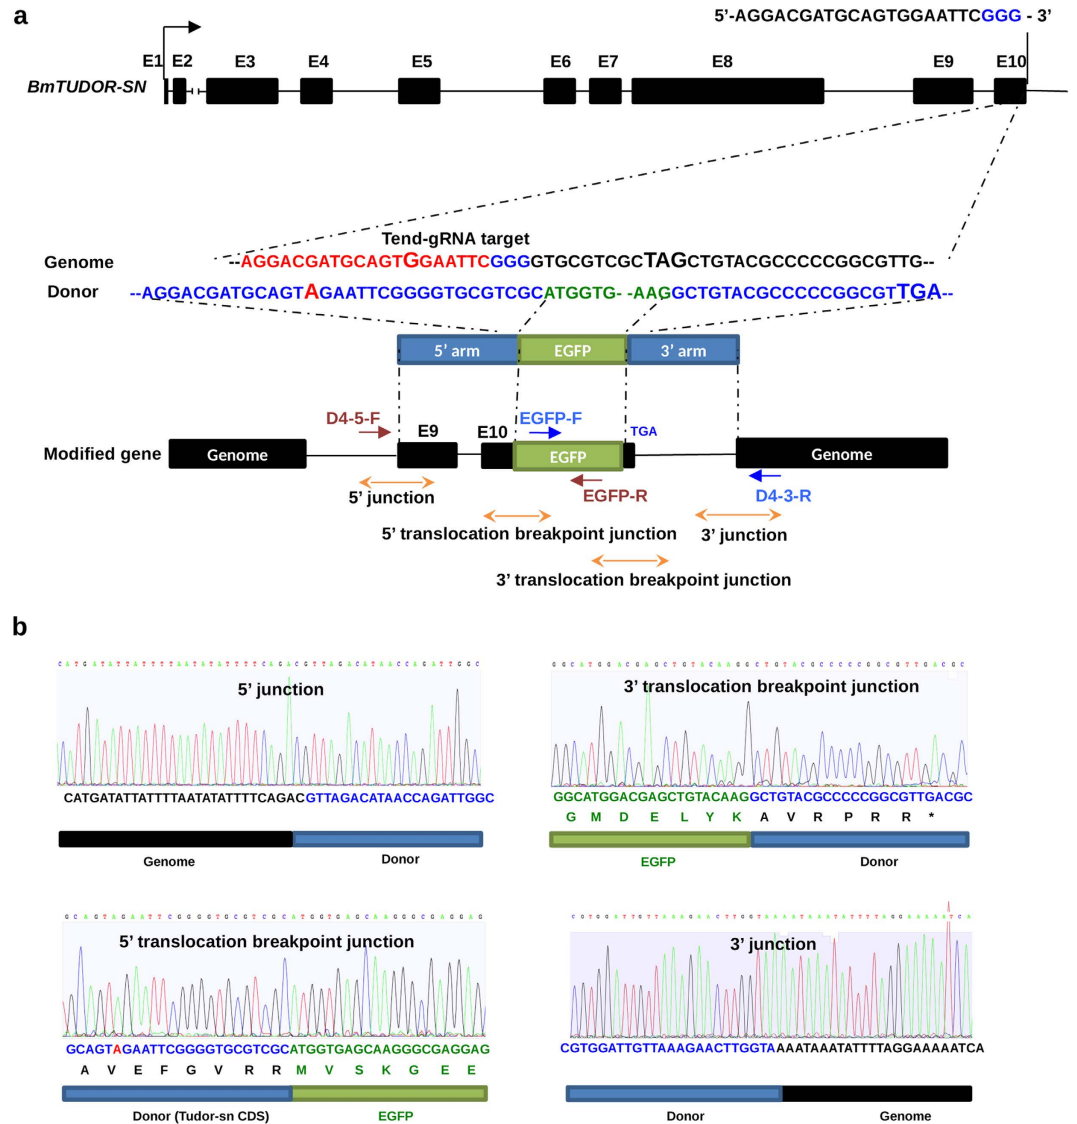 a
5’-AGGACGATGCAGTGGAATTCGGG - 3’
E1 E2 E3 E4 E5 E6 E7 E8 E9 E10
BmTUDOR-SN
Tend-gRNA target
Genome --AGGACGATGCAGTGGAATTCGGGGTGCGTCGCTAGCTGTACGCCCCCGGCGTTG--
Donor --AGGACGATGCAGTAGAATTCGGGGTGCGTCGCATGGTG- -AAGGCTGTACGCCCCCGGCGTTGA--
5’ arm EGFP 3’ arm
D4-5-F EGFP-F
E9 E10 TGA
Modified gene Genome EGFP Genome
5’ junction EGFP-R D4-3-R
5’ translocation breakpoint junction 3’ junction
3’ translocation breakpoint junction
b
CATGATATTATTTTAATATATTTTCAGACGTTAGACATAACCAGATTGGC
5’ junction
CATGATATTATTTTAATATATTTTCAGACGTTAGACATAACCAGATTGGC
Genome Donor
GGCATGGACGAGCTGTACAAGGCTGTACGCCCCCGGCGTTGACGC
3’ translocation breakpoint junction
GGCATGGACGAGCTGTACAAGGCTGTACGCCCCCGGCGTTGACGC
G M D E L Y K A V R P R R *
EGFP Donor
GCAGTAGAATTCGGGGTGCGTCGCATGGTGAGCAAGGGCGAGGAG
5’ translocation breakpoint junction
GCAGTAGAATTCGGGGTGCGTCGCATGGTGAGCAAGGGCGAGGAG
A V E F G V R R M V S K G E E
Donor (Tudor-sn CDS) EGFP
CGTGGATTGTTAAAGAACTTGGTAAAATAAATATTTTAGGAAAAATCA
3’ junction
CGTGGATTGTTAAAGAACTTGGTAAAATAAATATTTTAGGAAAAATCA
Donor Genome